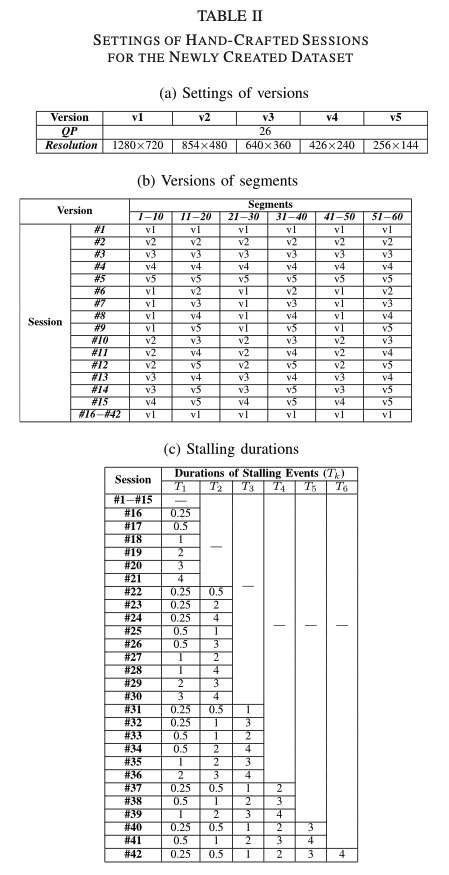 TABLE II
SETTINGS OF HAND-CRAFTED SESSIONS
FOR THE NEWLY CREATED DATASET
(a) Settings of versions
Version v1 v2 v3 v4 v5
QP 26
Resolution 1280×720 854×480 640×360 426×240 256×144
(b) Versions of segments
Version Segments
1−10 11−20 21−30 31−40 41−50 51−60
Session
#1 v1 v1 v1 v1 v1 v1
#2 v2 v2 v2 v2 v2 v2
#3 v3 v3 v3 v3 v3 v3
#4 v4 v4 v4 v4 v4 v4
#5 v5 v5 v5 v5 v5 v5
#6 v1 v2 v1 v2 v1 v2
#7 v1 v3 v1 v3 v1 v3
#8 v1 v4 v1 v4 v1 v4
#9 v1 v5 v1 v5 v1 v5
#10 v2 v3 v2 v3 v2 v3
#11 v2 v4 v2 v4 v2 v4
#12 v2 v5 v2 v5 v2 v5
#13 v3 v4 v3 v4 v3 v4
#14 v3 v5 v3 v5 v3 v5
#15 v4 v5 v4 v5 v4 v5
#16−#42 v1 v1 v1 v1 v1 v1
(c) Stalling durations
Session Durations of Stalling Events (Tk)
T1 T2 T3 T4 T5 T6
#1−#15 — — — — — —
#16 0.25
#17 0.5
#18 1
#19 2
#20 3
#21 4
#22 0.25 0.5
#23 0.25 2
#24 0.25 4
#25 0.5 1
#26 0.5 3
#27 1 2
#28 1 4
#29 2 3
#30 3 4
#31 0.25 0.5 1
#32 0.25 1 3
#33 0.5 1 2
#34 0.5 2 4
#35 1 2 3
#36 2 3 4
#37 0.25 0.5 1 2
#38 0.5 1 2 3
#39 1 2 3 4
#40 0.25 0.5 1 2 3
#41 0.5 1 2 3 4
#42 0.25 0.5 1 2 3 4